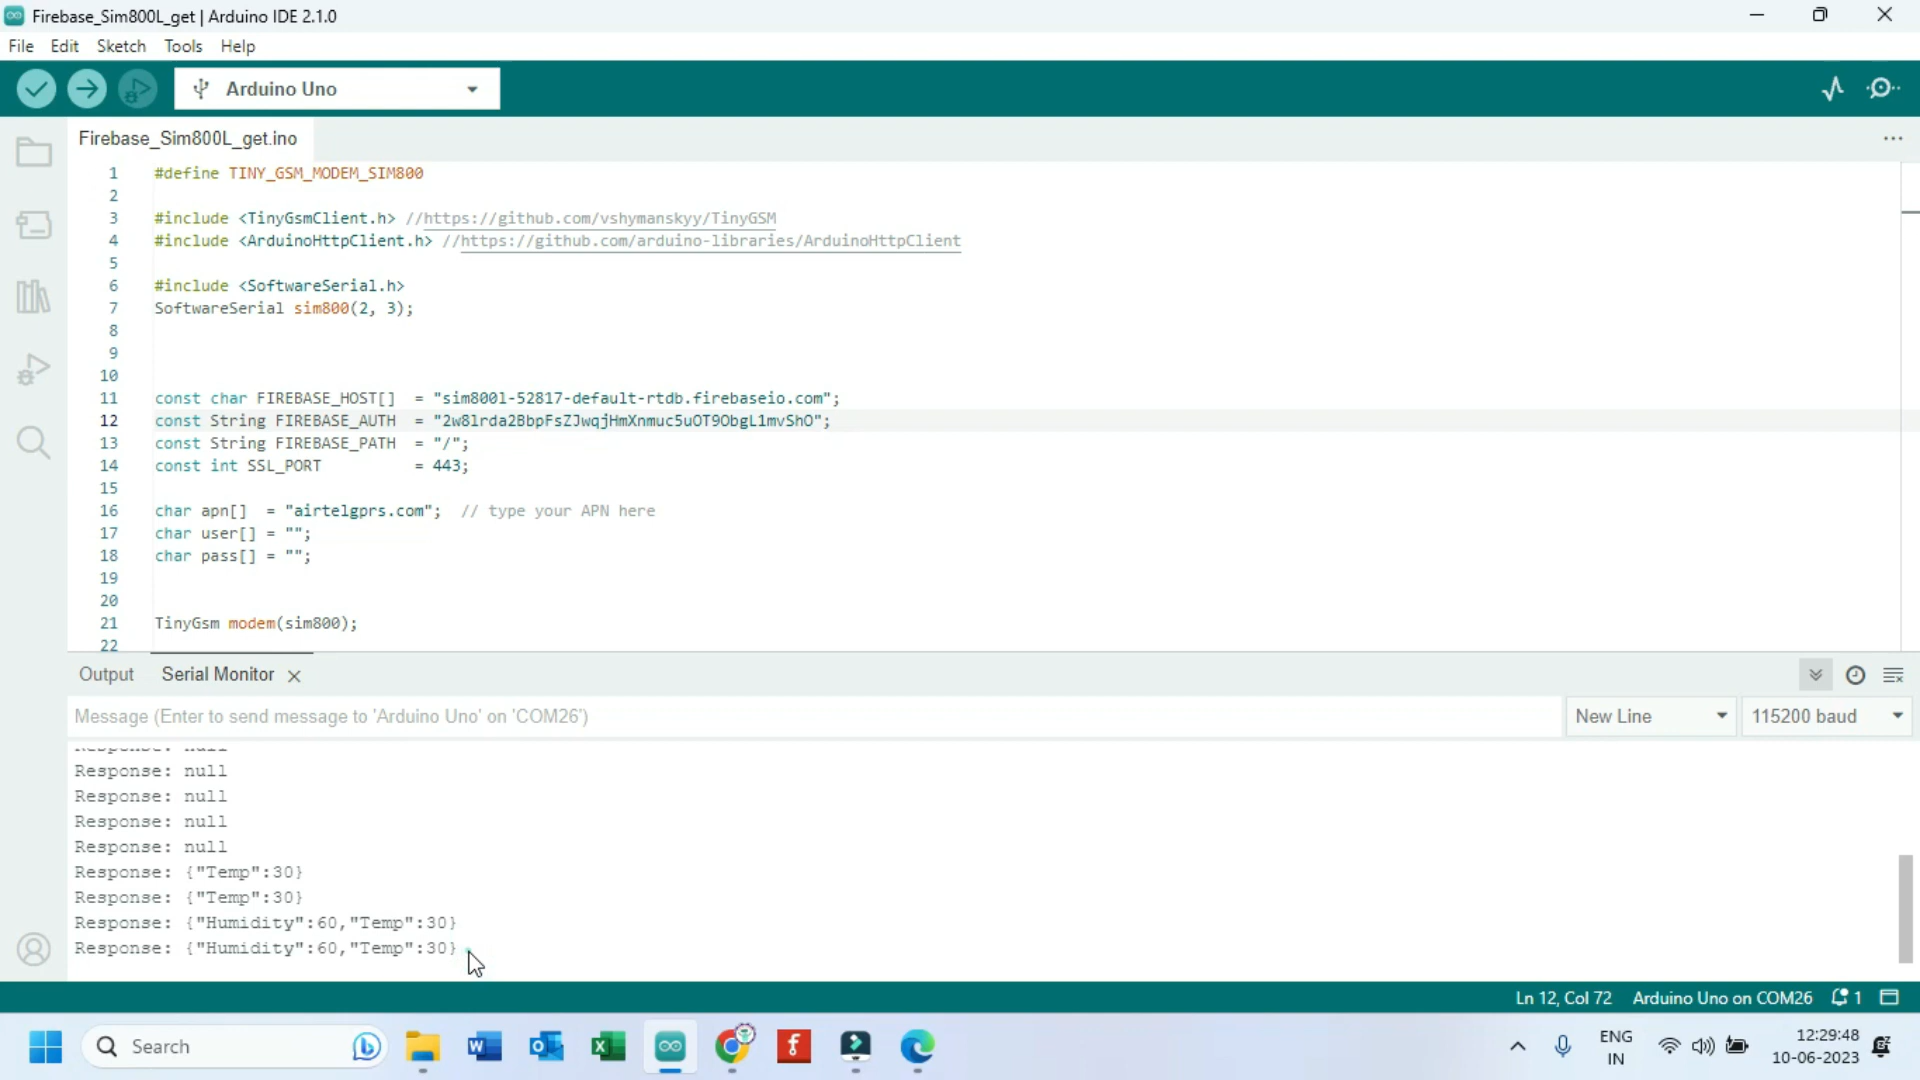 Firebase_Sim800L_get | Arduino IDE 2.1.0
File Edit Sketch Tools Help
Arduino Uno
Firebase_Sim800L_get.ino
1 #define TINY_GSM_MODEM_SIM800
2
3 #include <TinyGsmClient.h> //https://github.com/vshymanskyy/TinyGSM
4 #include <ArduinoHttpClient.h> //https://github.com/arduino-libraries/ArduinoHttpClient
5
6 #include <SoftwareSerial.h>
7 SoftwareSerial sim800(2, 3);
8
9
10
11 const char FIREBASE_HOST[] = "sim800l-52817-default-rtdb.firebaseio.com";
12 const String FIREBASE_AUTH = "2w8lrda2BbpFsZJwqjHmXnmuc5uOT9ObgL1mvShO";
13 const String FIREBASE_PATH = "/";
14 const int SSL_PORT = 443;
15
16 char apn[] = "airtelgprs.com"; // type your APN here
17 char user[] = "";
18 char pass[] = "";
19
20
21 TinyGsm modem(sim800);
22
Output Serial Monitor
Message (Enter to send message to 'Arduino Uno' on 'COM26') New Line 115200 baud
Response: null
Response: null
Response: null
Response: null
Response: null
Response: {"Temp":30}
Response: {"Temp":30}
Response: {"Humidity":60,"Temp":30}
Response: {"Humidity":60,"Temp":30}
Ln 12, Col 72 Arduino Uno on COM26 1
Search
ENG
IN
12:29:48
10-06-2023